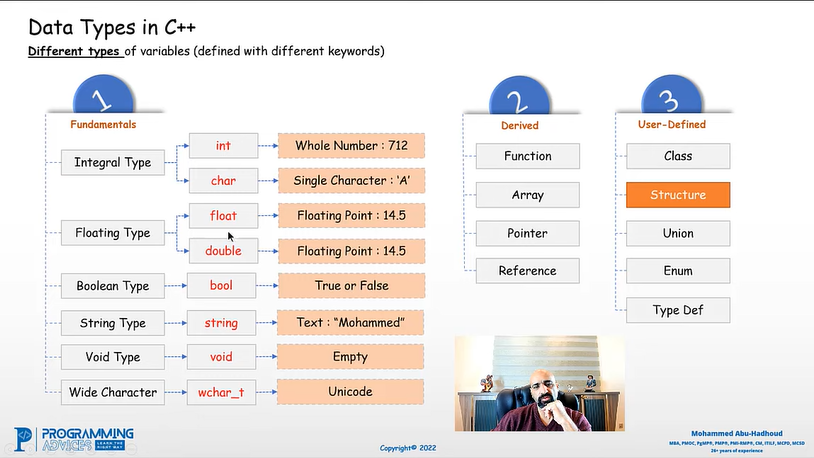 Data Types in C++
Different types of variables (defined with different keywords)
1
Fundamentals
Integral Type
int
Whole Number : 712
char
Single Character : ‘A’
Floating Type
float
Floating Point : 14.5
double
Floating Point : 14.5
Boolean Type
bool
True or False
String Type
string
Text : “Mohammed”
Void Type
void
Empty
Wide Character
wchar_t
Unicode
2
Derived
Function
Array
Pointer
Reference
3
User-Defined
Class
Structure
Union
Enum
Type Def
PROGRAMMING
ADVICES
LEARN THE RIGHT WAY
Copyright© 2022
Mohammed Abu-Hadhoud
MBA, PMOC, PgMP®, PMP®, PMI-RMP®, CM, ITILF, MCPD, MCSD
26+ years of experience